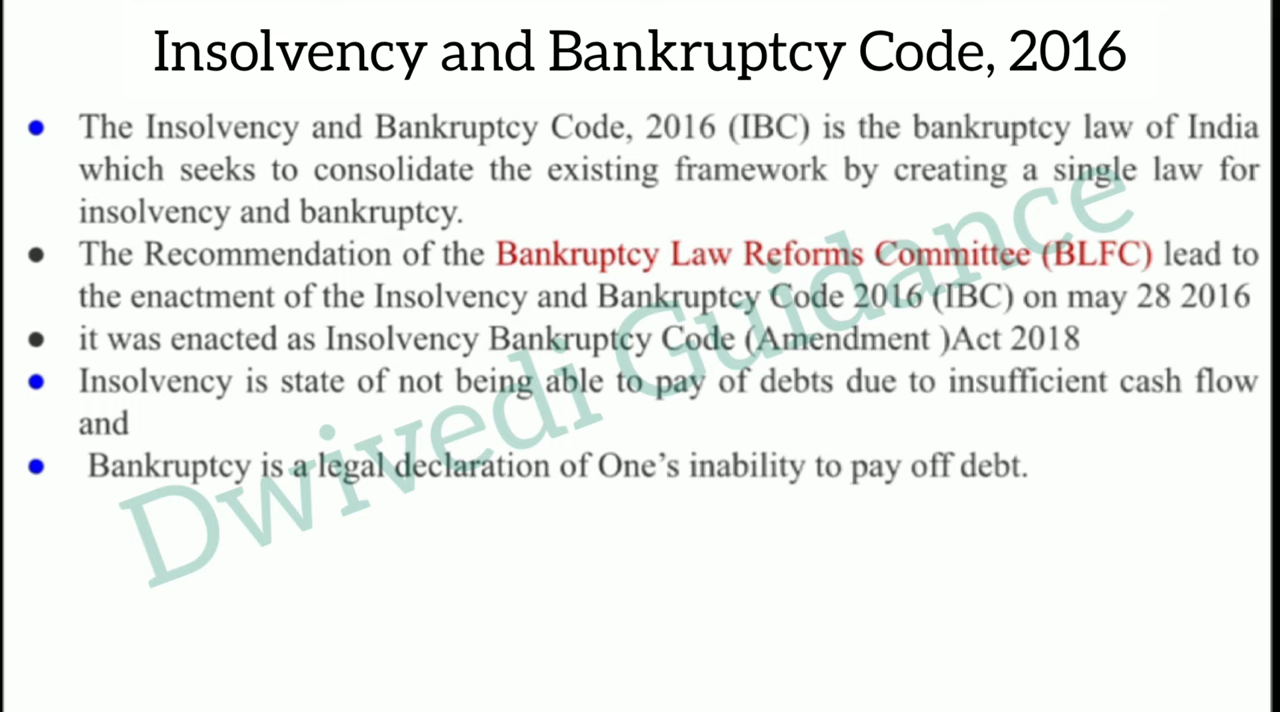 Insolvency and Bankruptcy Code, 2016
The Insolvency and Bankruptcy Code, 2016 (IBC) is the bankruptcy law of India
which seeks to consolidate the existing framework by creating a single law for
insolvency and bankruptcy.
The Recommendation of the Bankruptcy Law Reforms Committee (BLFC) lead to
the enactment of the Insolvency and Bankruptcy Code 2016 (IBC) on may 28 2016
it was enacted as Insolvency Bankruptcy Code (Amendment )Act 2018
Insolvency is state of not being able to pay of debts due to insufficient cash flow
and
Bankruptcy is a legal declaration of One's inability to pay off debt.
Dwivedi Guidance